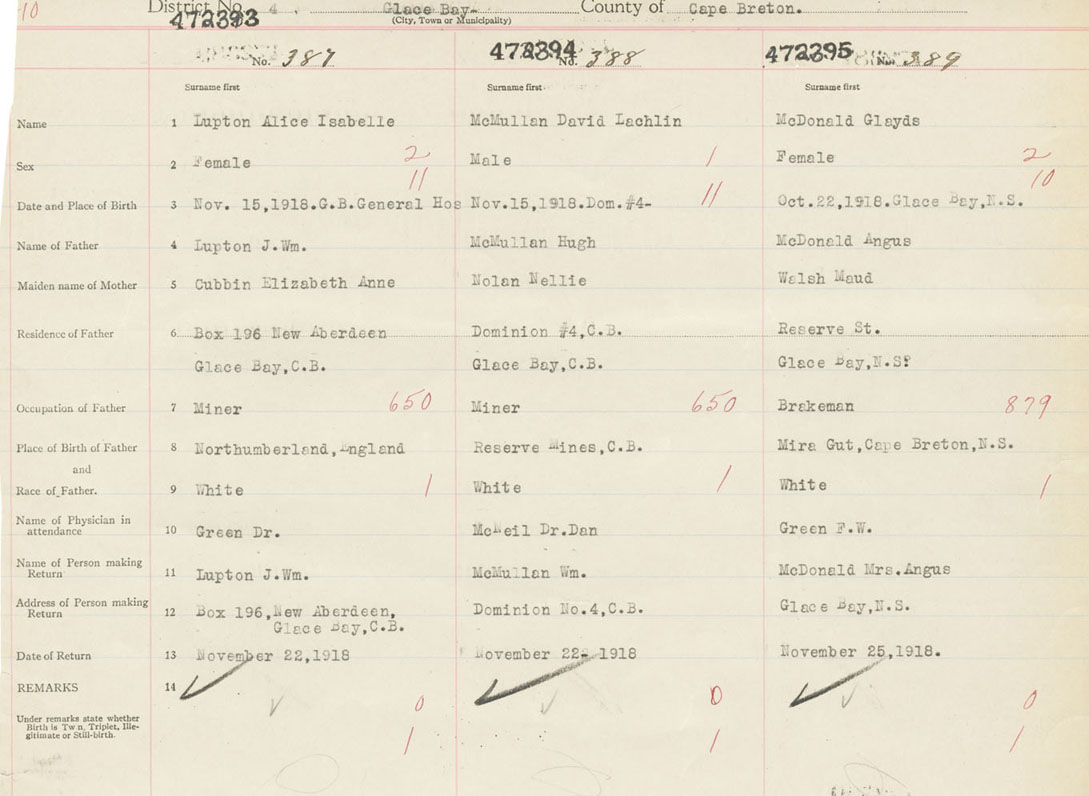 10 District No. 4. Glace Bay- County of Cape Breton.
(City, Town or Municipality)
472393 472394 472395
No. 387 No. 388 No. 389
Surname first Surname first Surname first
Name 1 Lupton Alice Isabelle McMullan David Lachlin McDonald Glayds
Sex 2 Female 2 Male 1 Female 2
11 10
Date and Place of Birth 3 Nov. 15,1918.G.B.General Hos Nov.15,1918.Dom.#4- 11 Oct.22,1918.Glace Bay,N.S.
Name of Father 4 Lupton J.Wm. McMullan Hugh McDonald Angus
Maiden name of Mother 5 Cubbin Elizabeth Anne Nolan Nellie Walsh Maud
Residence of Father 6 Box 196 New Aberdeen Dominion #4,C.B. Reserve St.
Glace Bay,C.B. Glace Bay,C.B. Glace Bay,N.S.
Occupation of Father 7 Miner 650 Miner 650 Brakeman 879
Place of Birth of Father 8 Northumberland,England Reserve Mines,C.B. Mira Gut,Cape Breton,N.S.
and
Race of Father. 9 White 1 White 1 White 1
Name of Physician in
attendance 10 Green Dr. McNeil Dr.Dan Green F.W.
Name of Person making
Return 11 Lupton J.Wm. McMullan Wm. McDonald Mrs.Angus
Address of Person making
Return 12 Box 196,New Aberdeen, Dominion No.4,C.B. Glace Bay,N.S.
Glace Bay,C.B.
Date of Return 13 November 22,1918 November 22- 1918 November 25,1918.
REMARKS 14
0 0 0
Under remarks state whether
Birth is Twin, Triplet, Ille-
gitimate or Still-birth.
1 1 1